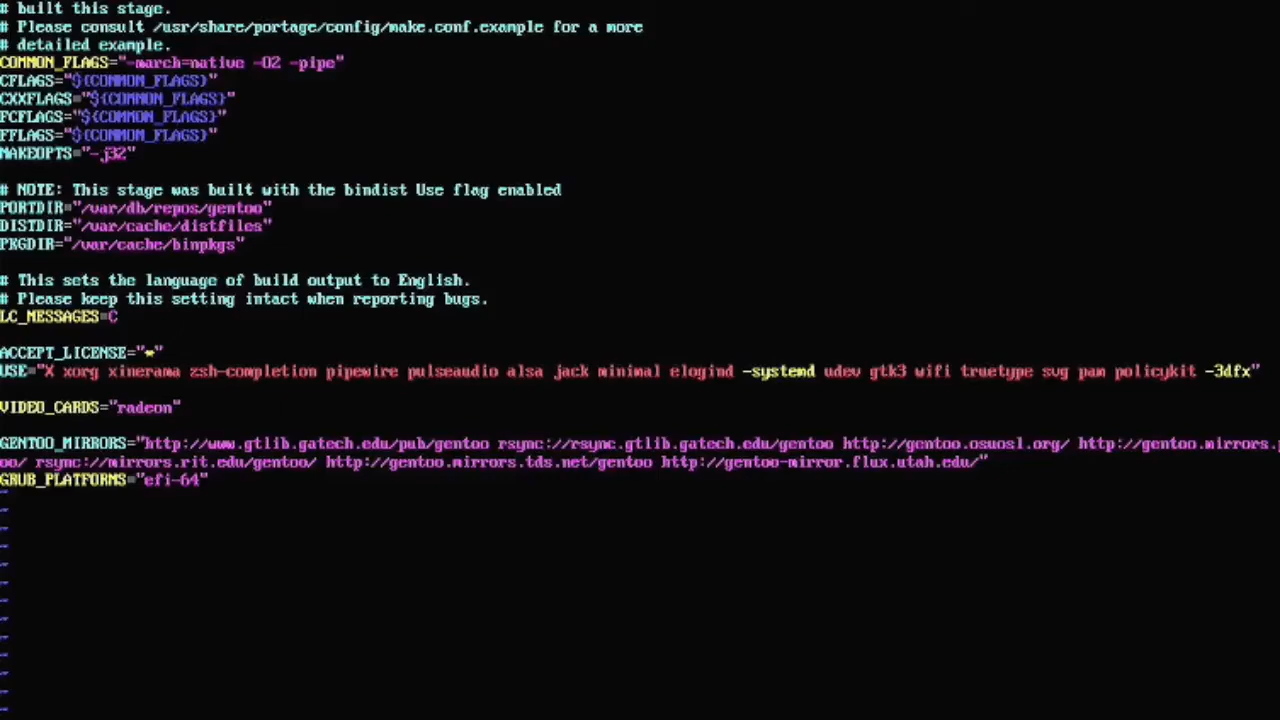 # built this stage.
# Please consult /usr/share/portage/config/make.conf.example for a more
# detailed example.
COMMON_FLAGS="-march=native -O2 -pipe"
CFLAGS="${COMMON_FLAGS}"
CXXFLAGS="${COMMON_FLAGS}"
FCFLAGS="${COMMON_FLAGS}"
FFLAGS="${COMMON_FLAGS}"
MAKEOPTS="-j32"
# NOTE: This stage was built with the bindist Use flag enabled
PORTDIR="/var/db/repos/gentoo"
DISTDIR="/var/cache/distfiles"
PKGDIR="/var/cache/binpkgs"
# This sets the language of build output to English.
# Please keep this setting intact when reporting bugs.
LC_MESSAGES=C
ACCEPT_LICENSE="*"
USE="X xorg xinerama zsh-completion pipewire pulseaudio alsa jack minimal elogind -systemd udev gtk3 wifi truetype svg pam policykit -3dfx"
VIDEO_CARDS="radeon"
GENTOO_MIRRORS="http://www.gtlib.gatech.edu/pub/gentoo rsync://rsync.gtlib.gatech.edu/gentoo http://gentoo.osuosl.org/ http://gentoo.mirrors.
oo/ rsync://mirrors.rit.edu/gentoo/ http://gentoo.mirrors.tds.net/gentoo http://gentoo-mirror.flux.utah.edu/"
GRUB_PLATFORMS="efi-64"
~
~
~
~
~
~
~
~
~
~
~
~